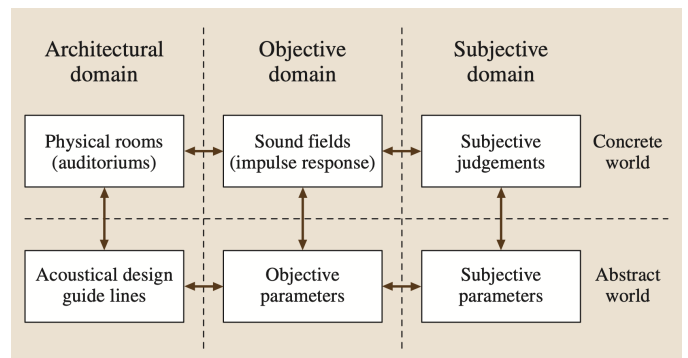 Architectural
domain
Objective
domain
Subjective
domain
Physical rooms
(auditoriums)
Sound fields
(impulse response)
Subjective
judgements
Concrete
world
Acoustical design
guide lines
Objective
parameters
Subjective
parameters
Abstract
world